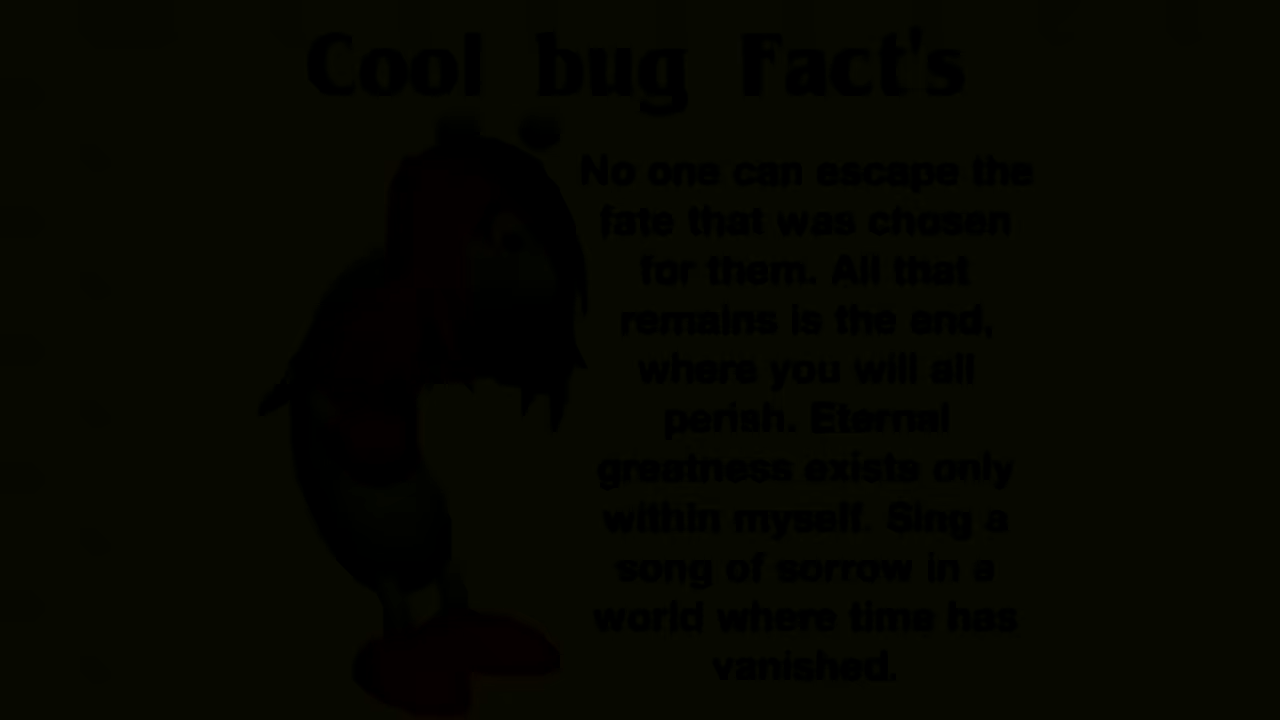 Cool bug Fact's
No one can escape the
fate that was chosen
for them. All that
remains is the end,
where you will all
perish. Eternal
greatness exists only
within myself. Sing a
song of sorrow in a
world where time has
vanished.